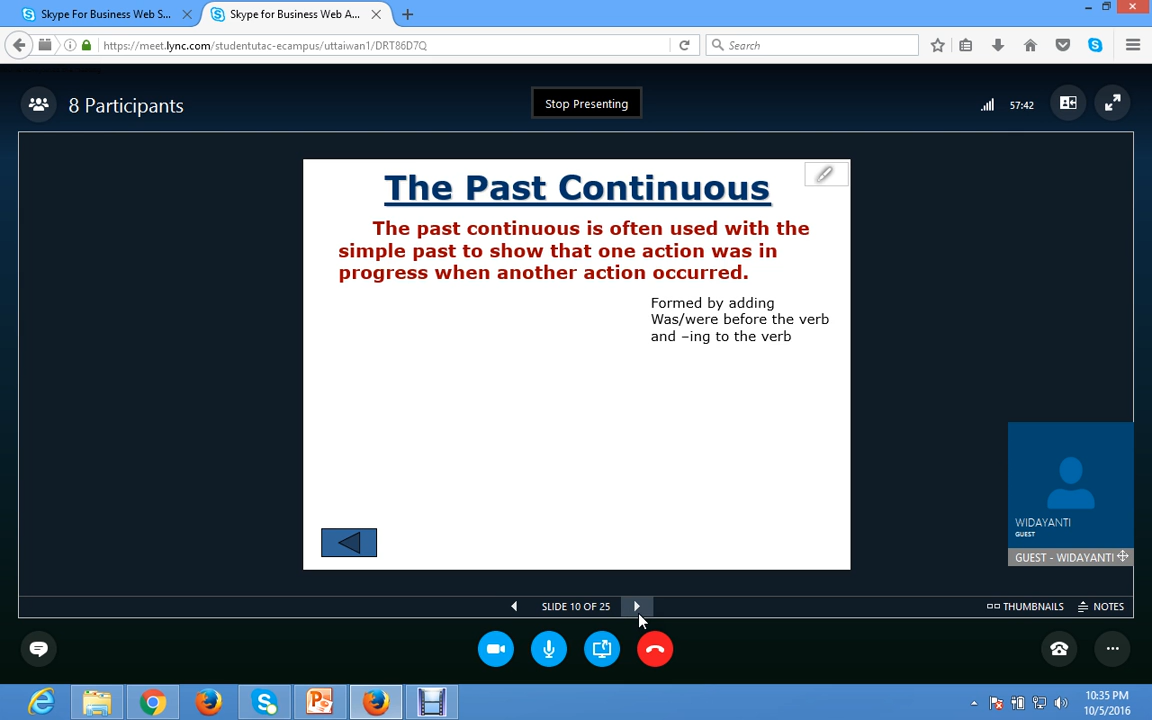 Skype For Business Web S...
Skype for Business Web A...
https://meet.lync.com/studentutac-ecampus/uttaiwan1/DRT86D7Q
Search
8 Participants
Stop Presenting
57:42
The Past Continuous
The past continuous is often used with the
simple past to show that one action was in
progress when another action occurred.
Formed by adding
Was/were before the verb
and –ing to the verb
WIDAYANTI
GUEST
GUEST - WIDAYANTI
SLIDE 10 OF 25
THUMBNAILS
NOTES
10:35 PM
10/5/2016